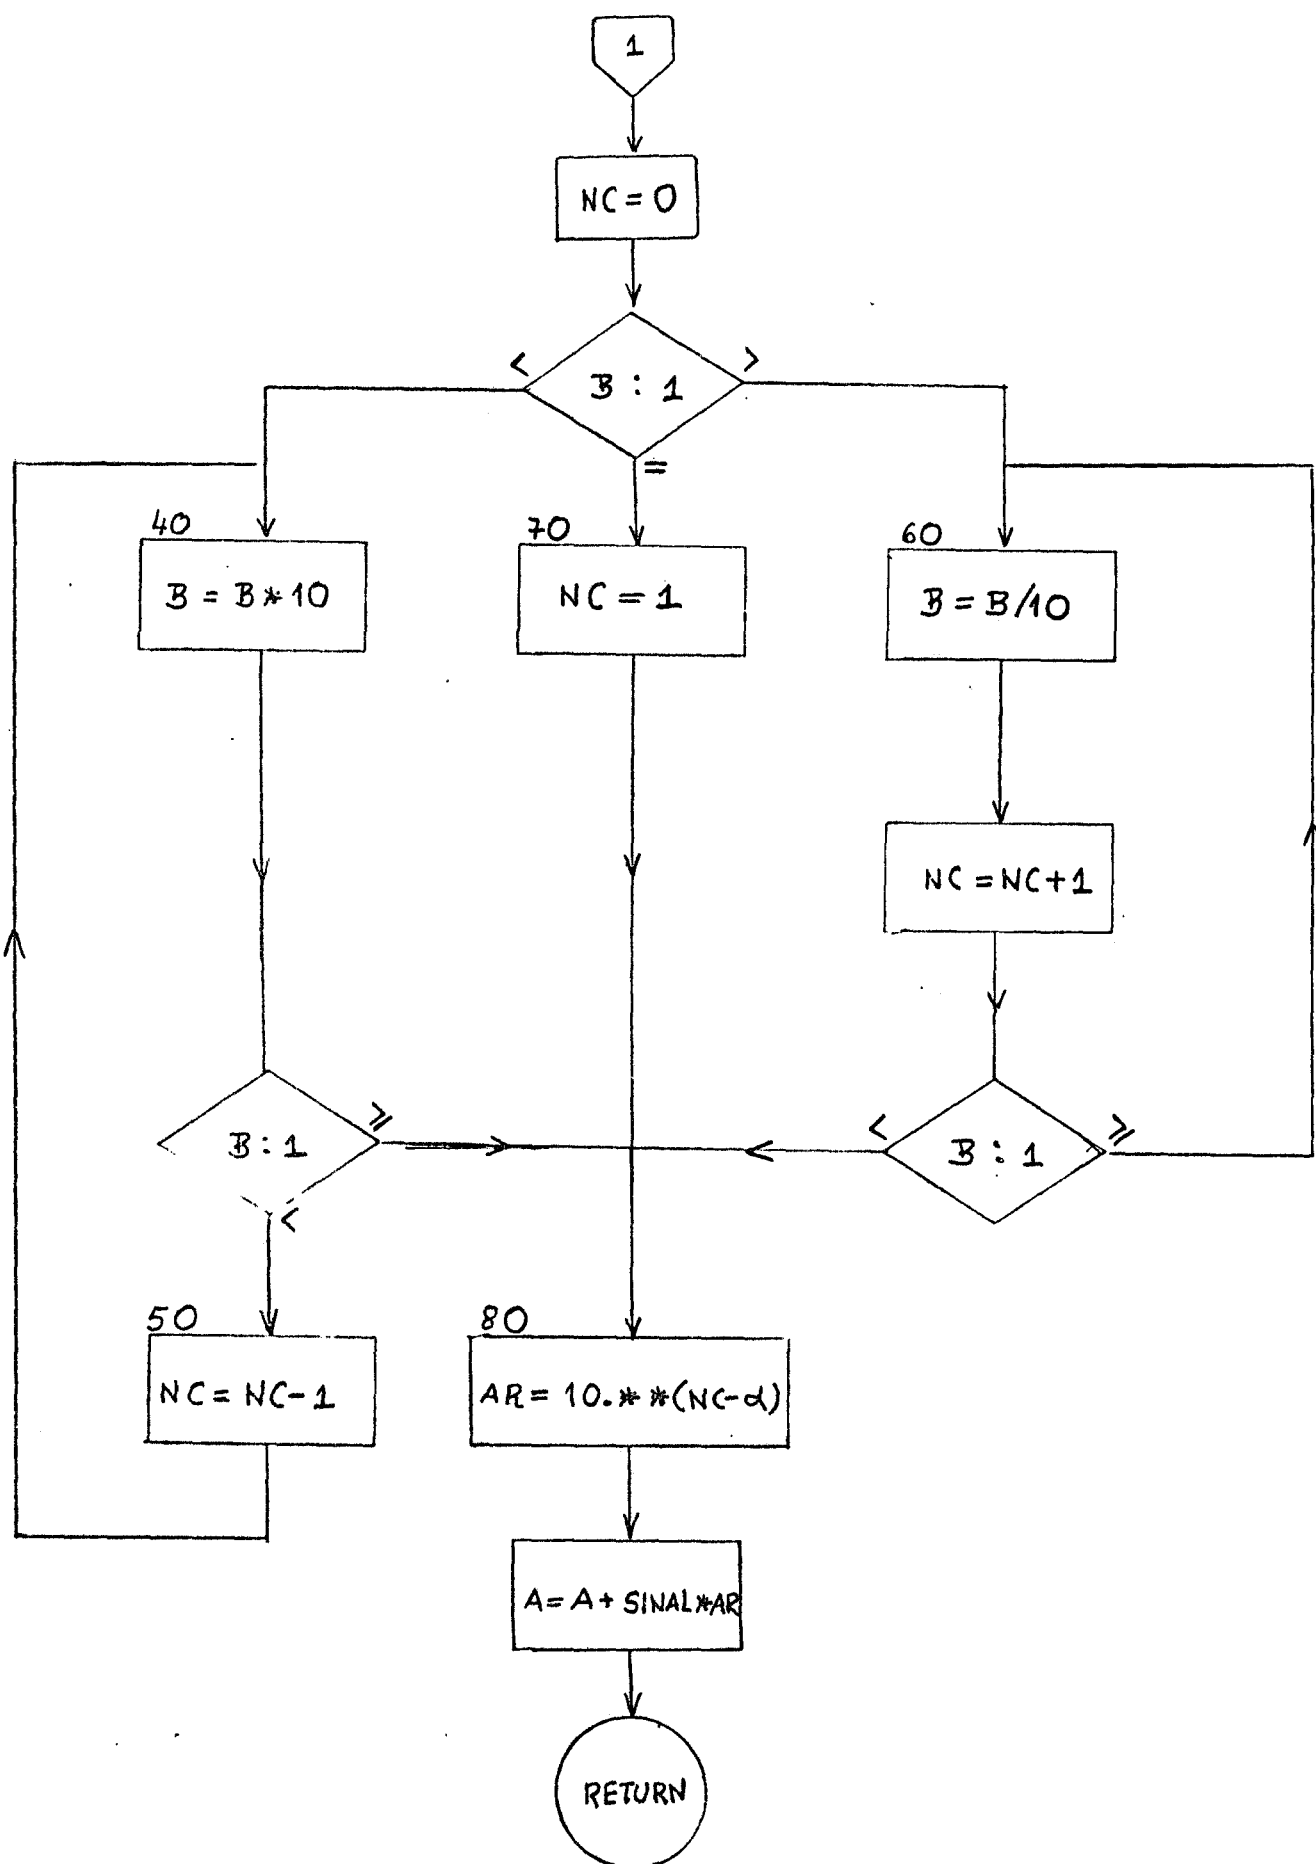 1
NC = 0
<
>
B : 1
=
40
70
60
B = B * 10
NC = 1
B = B/10
NC = NC + 1
⩾
<
⩾
B : 1
B : 1
<
50
80
NC = NC - 1
AR = 10. * * (NC - α)
A = A + SINAL * AR
RETURN